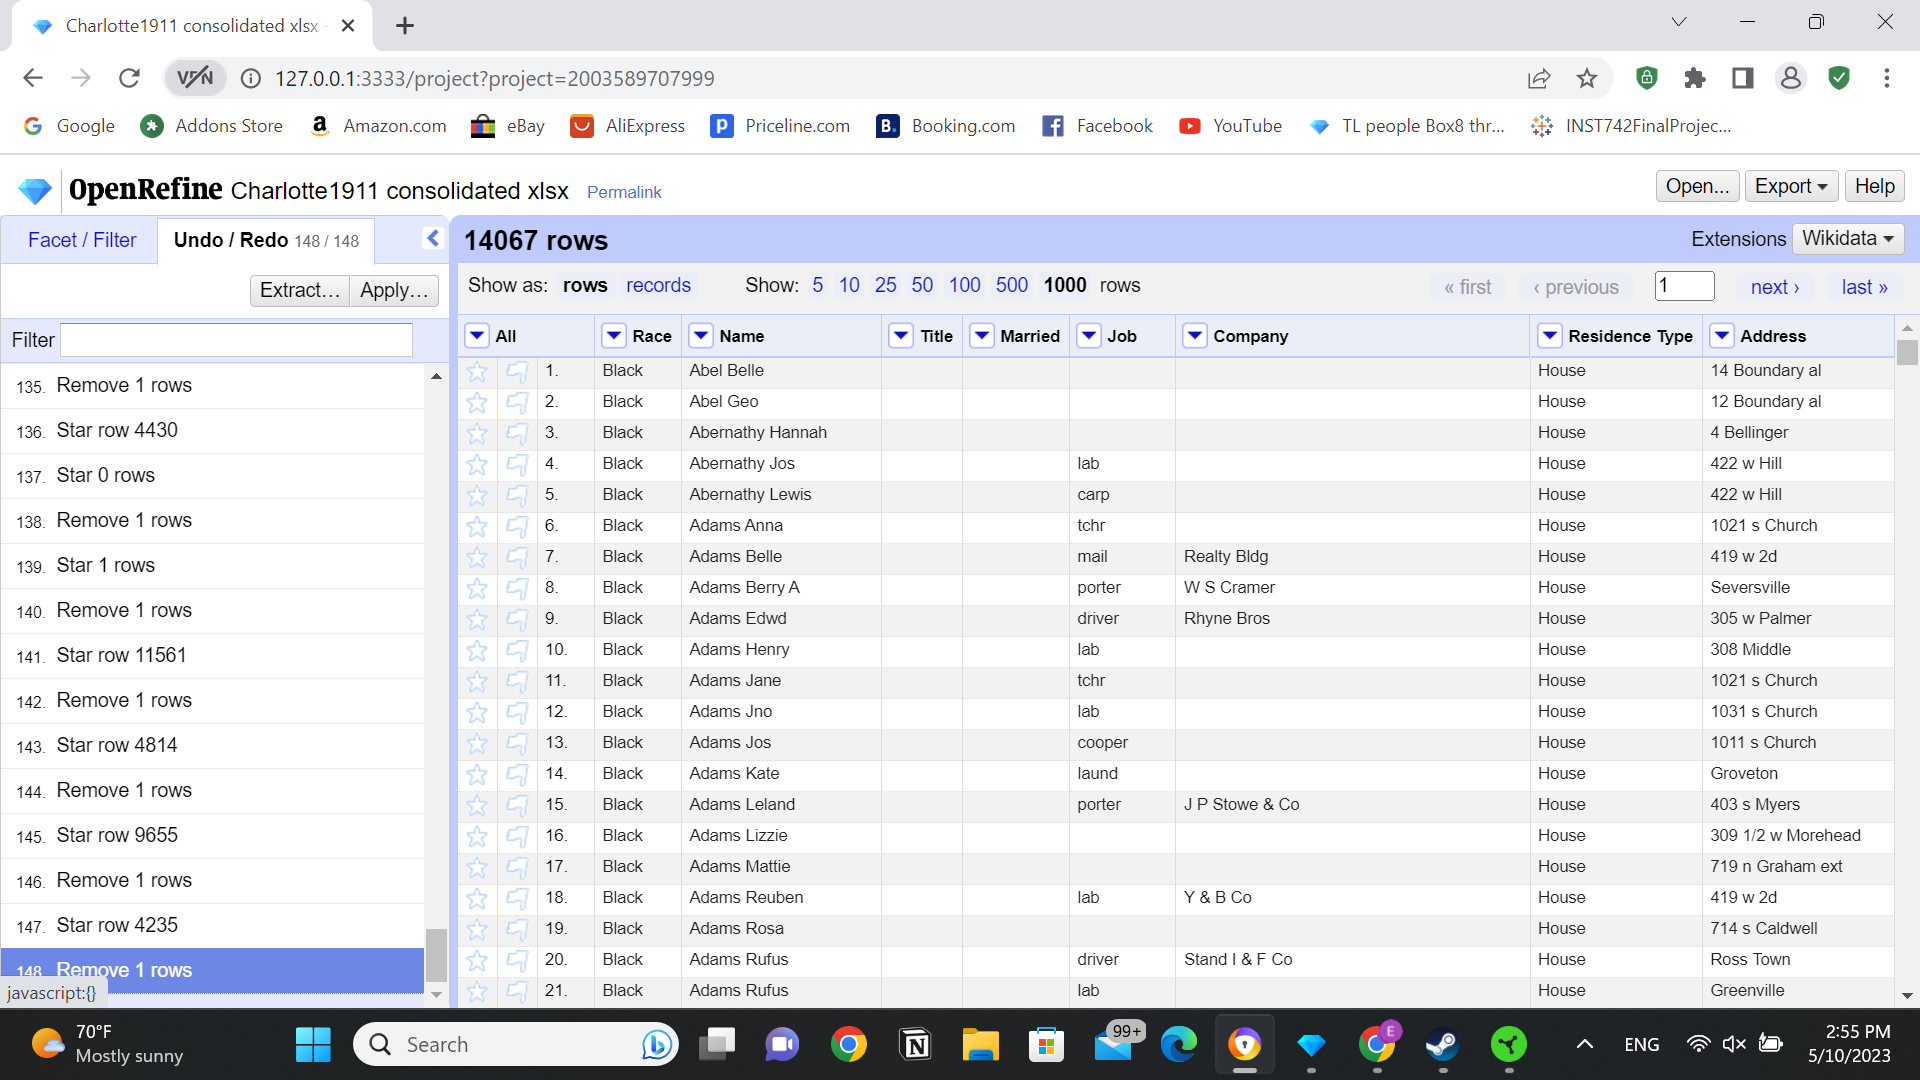 Charlotte1911 consolidated xlsx
VPN 127.0.0.1:3333/project?project=2003589707999
Google Addons Store Amazon.com eBay AliExpress Priceline.com Booking.com Facebook YouTube TL people Box8 thr... INST742FinalProjec...
OpenRefine Charlotte1911 consolidated xlsx Permalink Open... Export Help
Facet / Filter Undo / Redo 148 / 148 14067 rows Extensions Wikidata
Extract... Apply... Show as: rows records Show: 5 10 25 50 100 500 1000 rows « first ‹ previous 1 next › last »
Filter All Race Name Title Married Job Company Residence Type Address
135. Remove 1 rows
136. Star row 4430
137. Star 0 rows
138. Remove 1 rows
139. Star 1 rows
140. Remove 1 rows
141. Star row 11561
142. Remove 1 rows
143. Star row 4814
144. Remove 1 rows
145. Star row 9655
146. Remove 1 rows
147. Star row 4235
148. Remove 1 rows
javascript:{}
1. Black Abel Belle House 14 Boundary al
2. Black Abel Geo House 12 Boundary al
3. Black Abernathy Hannah House 4 Bellinger
4. Black Abernathy Jos lab House 422 w Hill
5. Black Abernathy Lewis carp House 422 w Hill
6. Black Adams Anna tchr House 1021 s Church
7. Black Adams Belle mail Realty Bldg House 419 w 2d
8. Black Adams Berry A porter W S Cramer House Seversville
9. Black Adams Edwd driver Rhyne Bros House 305 w Palmer
10. Black Adams Henry lab House 308 Middle
11. Black Adams Jane tchr House 1021 s Church
12. Black Adams Jno lab House 1031 s Church
13. Black Adams Jos cooper House 1011 s Church
14. Black Adams Kate laund House Groveton
15. Black Adams Leland porter J P Stowe & Co House 403 s Myers
16. Black Adams Lizzie House 309 1/2 w Morehead
17. Black Adams Mattie House 719 n Graham ext
18. Black Adams Reuben lab Y & B Co House 419 w 2d
19. Black Adams Rosa House 714 s Caldwell
20. Black Adams Rufus driver Stand I & F Co House Ross Town
21. Black Adams Rufus lab House Greenville
70°F
Mostly sunny
Search
99+
E
ENG
2:55 PM
5/10/2023